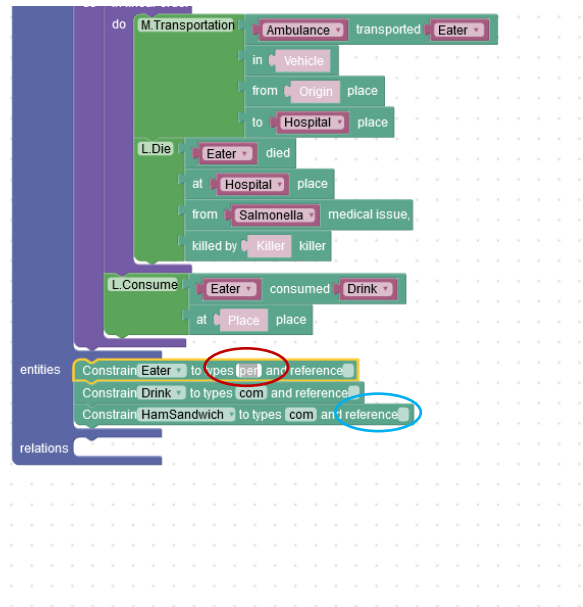 do
M.Transportation Ambulance transported Eater
in Vehicle
from Origin place
to Hospital place
L.Die Eater died
at Hospital place
from Salmonella medical issue,
killed by Killer killer
L.Consume Eater consumed Drink
at Place place
entities Constrain Eater to types per and reference
Constrain Drink to types com and reference
Constrain HamSandwich to types com and reference
relations